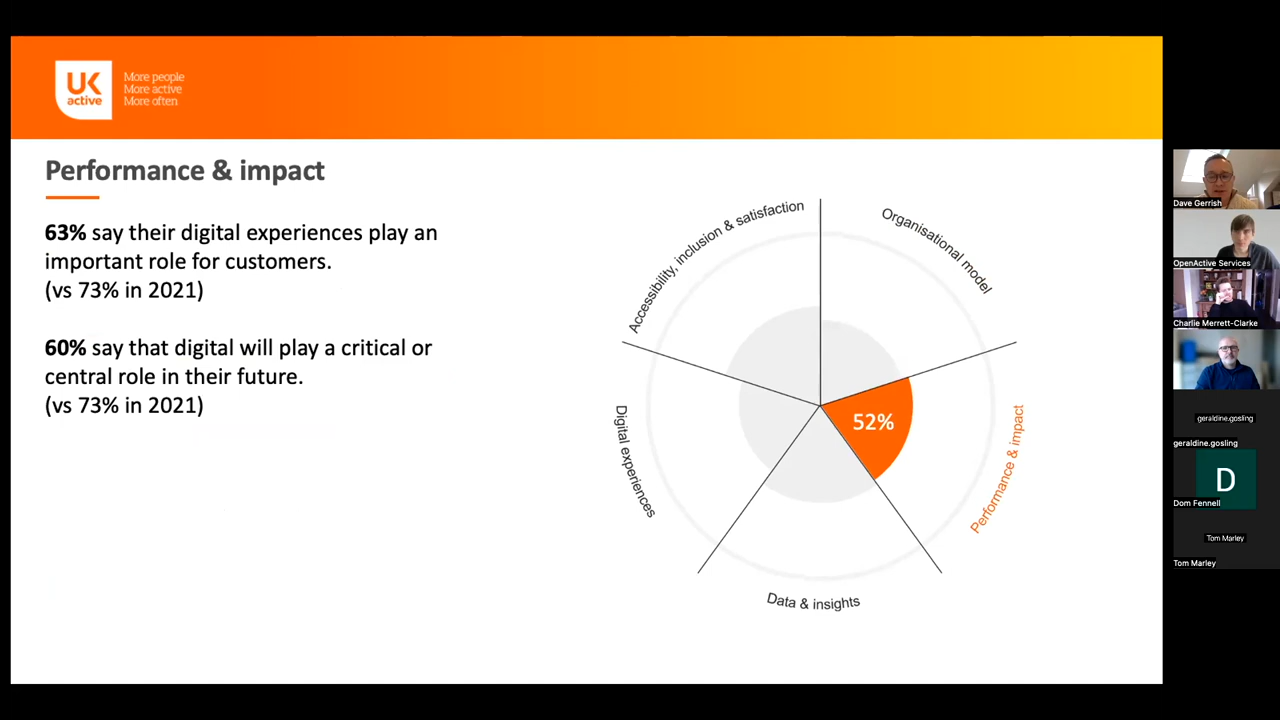 UK
active
More people
More active
More often
Performance & impact
63% say their digital experiences play an
important role for customers.
(vs 73% in 2021)
60% say that digital will play a critical or
central role in their future.
(vs 73% in 2021)
Accessibility, inclusion & satisfaction
Organisational model
52%
Performance & impact
Digital experiences
Data & insights
Dave Gerrish
OpenActive Services
Charlie Merrett-Clarke
geraldine.gosling
geraldine.gosling
D
Dom Fennell
Tom Marley
Tom Marley